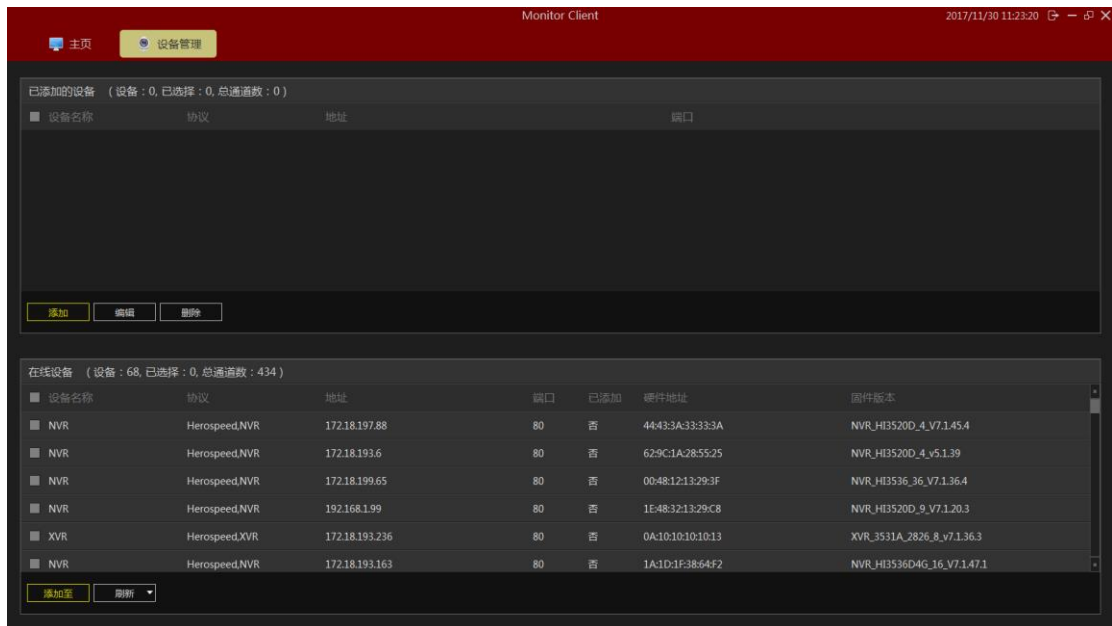 Monitor Client 2017/11/30 11:23:20
主页 设备管理
已添加的设备 ( 设备 : 0, 已选择 : 0, 总通道数 : 0 )
设备名称 协议 地址 端口
添加 编辑 删除
在线设备 ( 设备 : 68, 已选择 : 0, 总通道数 : 434 )
设备名称 协议 地址 端口 已添加 硬件地址 固件版本
NVR Herospeed,NVR 172.18.197.88 80 否 44:43:3A:33:33:3A NVR_HI3520D_4_V7.1.45.4
NVR Herospeed,NVR 172.18.193.6 80 否 62:9C:1A:28:55:25 NVR_HI3520D_4_v5.1.39
NVR Herospeed,NVR 172.18.199.65 80 否 00:48:12:13:29:3F NVR_HI3536_36_V7.1.36.4
NVR Herospeed,NVR 192.168.1.99 80 否 1E:48:32:13:29:C8 NVR_HI3520D_9_V7.1.20.3
XVR Herospeed,XVR 172.18.193.236 80 否 0A:10:10:10:10:13 XVR_3531A_2826_8_v7.1.36.3
NVR Herospeed,NVR 172.18.193.163 80 否 1A:1D:1F:38:64:F2 NVR_HI3536D4G_16_V7.1.47.1
添加至 刷新